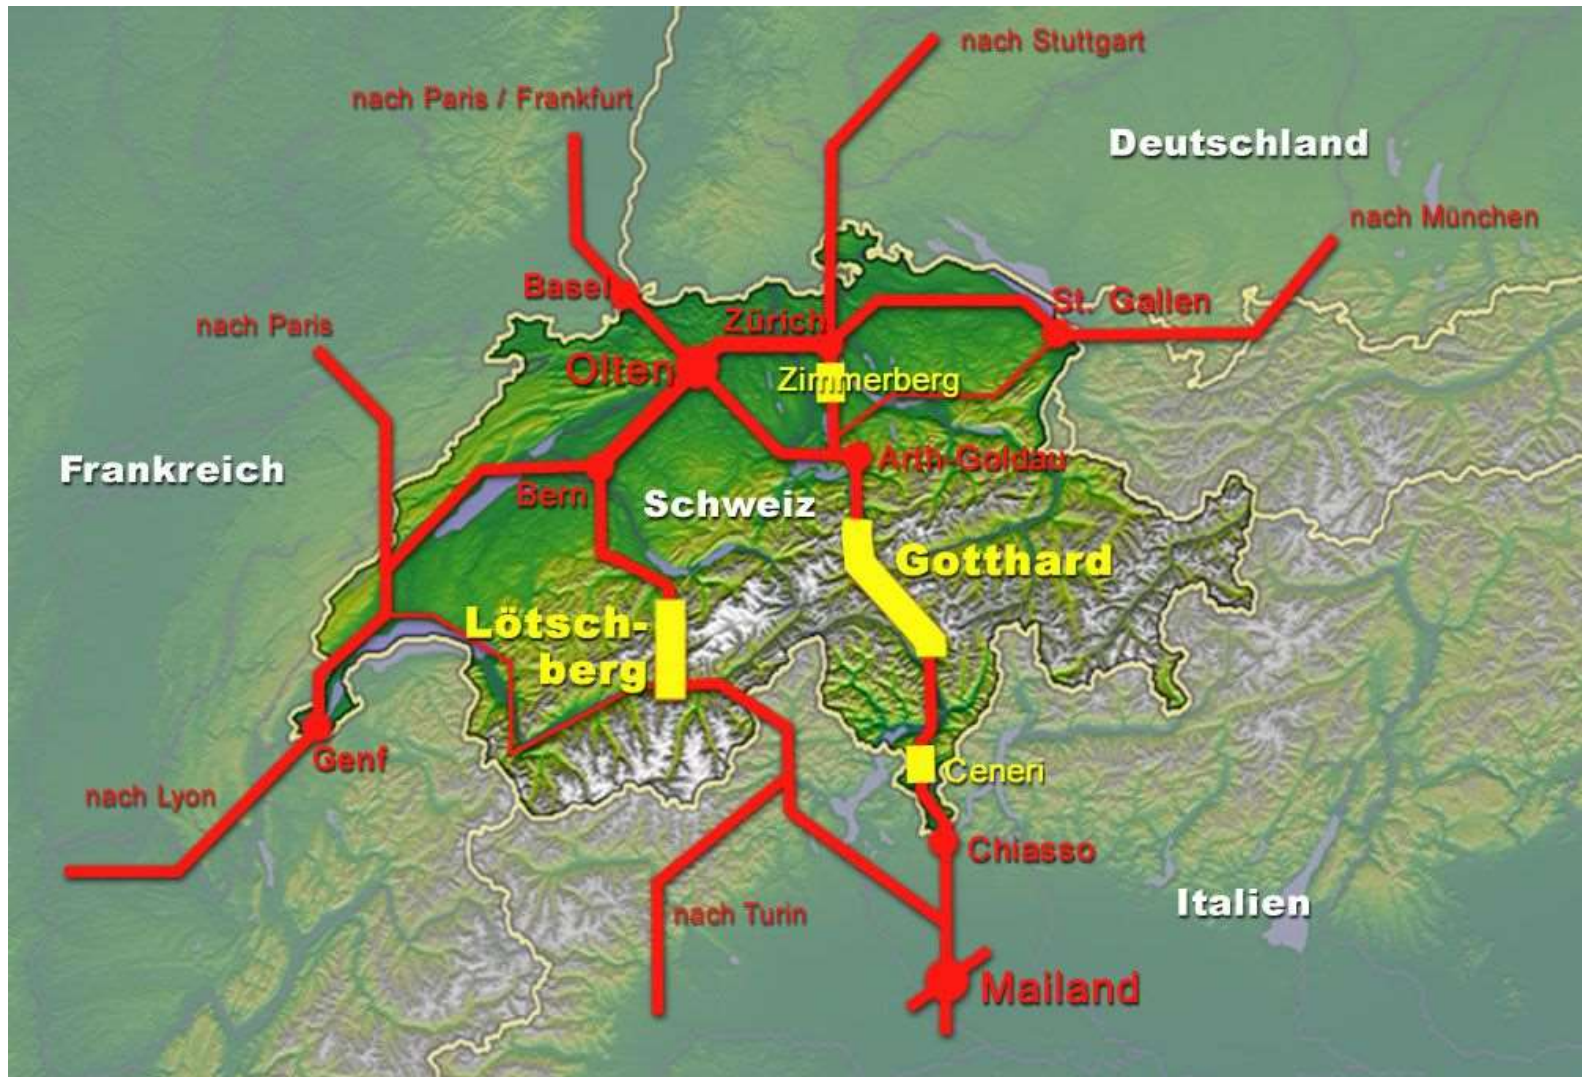 nach Stuttgart
nach Paris / Frankfurt
Deutschland
nach München
Basel
St. Gallen
nach Paris
Zürich
Olten
Zimmerberg
Frankreich
Arth-Goldau
Bern
Schweiz
Gotthard
Lötsch-
berg
Genf
Ceneri
nach Lyon
Chiasso
Italien
nach Turin
Mailand